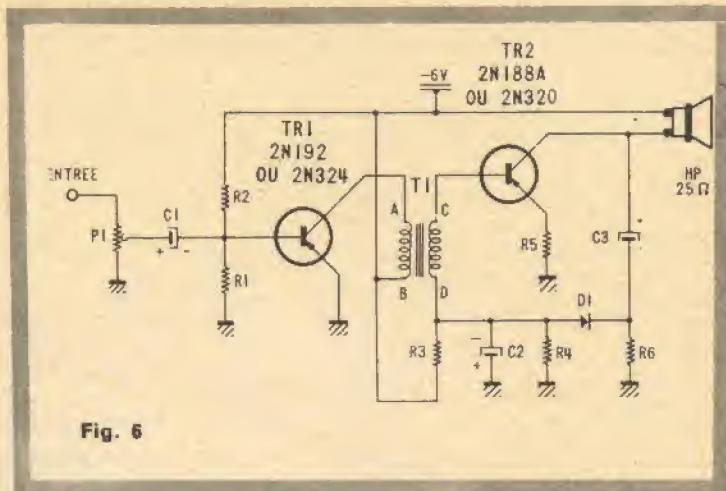 TR2
2N188A
OU 2N320
-6V
TR1
2N192
OU 2N324
ENTREE
P1
C1
+ -
R2
R1
T1
A
B
C
D
R5
C3
HP
25Ω
R3
-
+
C2
R4
D1
R6
Fig. 6